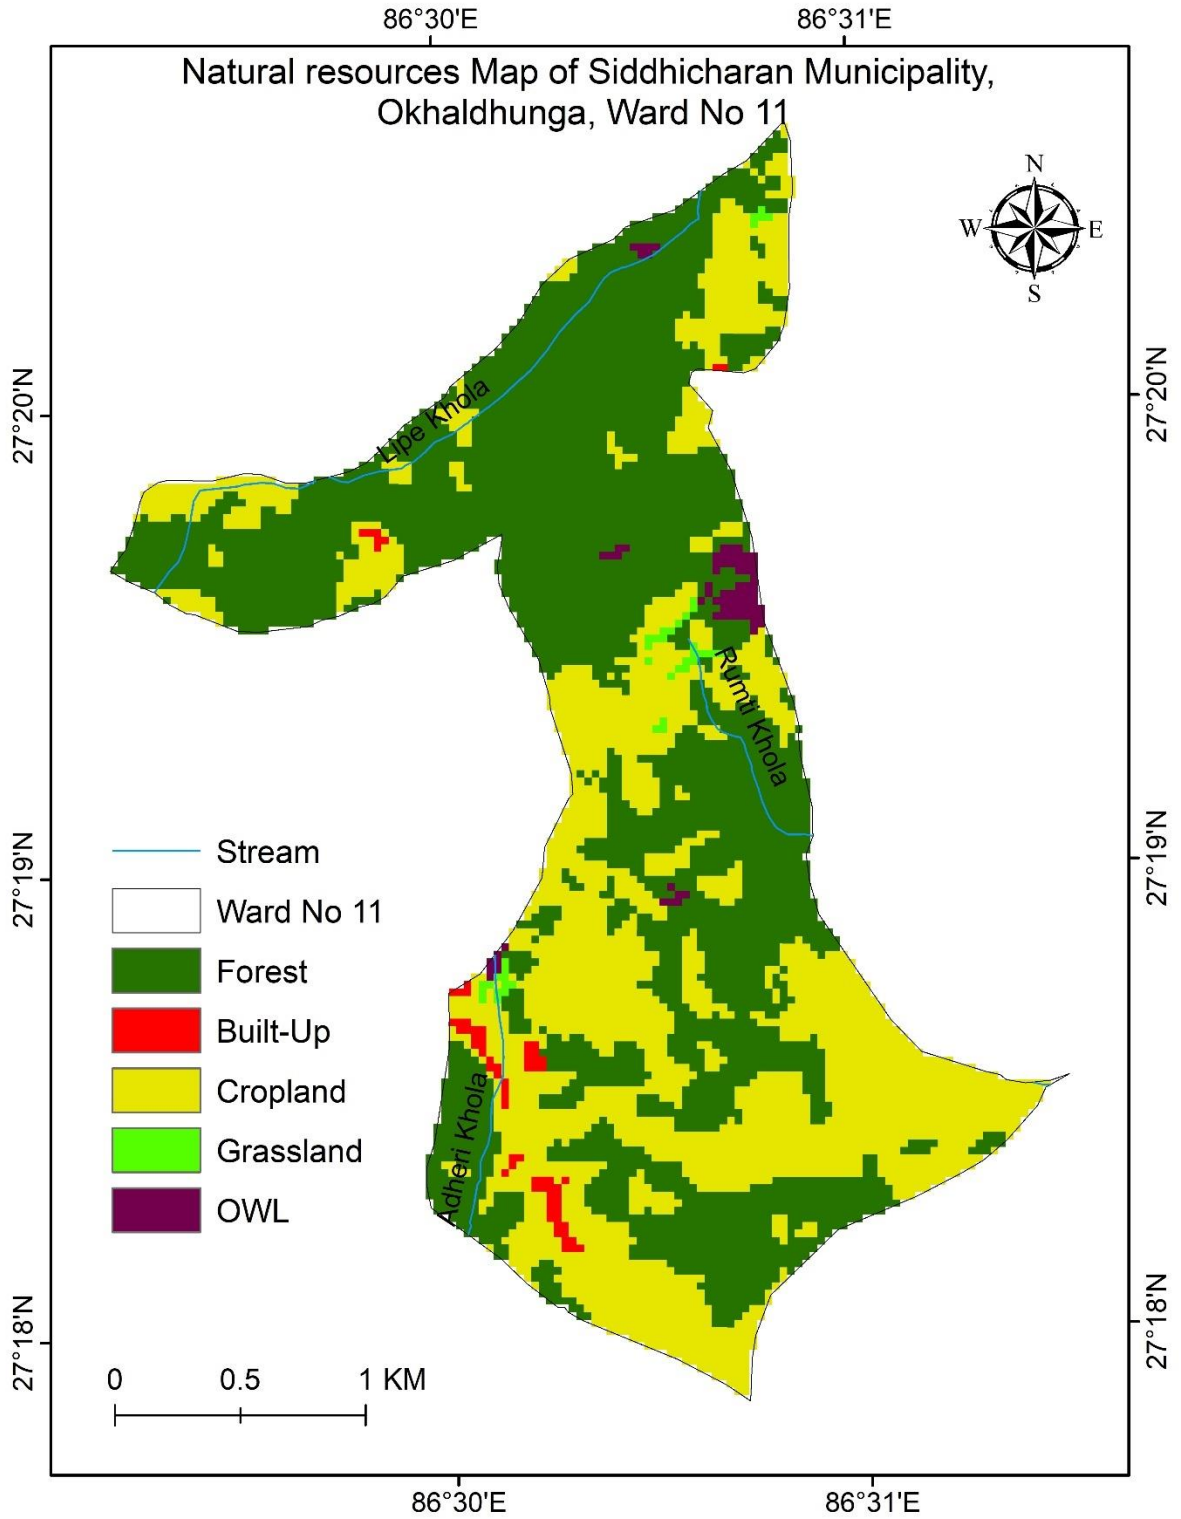 86°30'E
86°31'E
Natural resources Map of Siddhicharan Municipality,
Okhaldhunga, Ward No 11
N
W
E
S
27°20'N
27°20'N
Lipe Khola
Rumti Khola
27°19'N
27°19'N
Stream
Ward No 11
Forest
Built-Up
Cropland
Grassland
OWL
Adheri Khola
27°18'N
27°18'N
0 0.5 1 KM
86°30'E
86°31'E